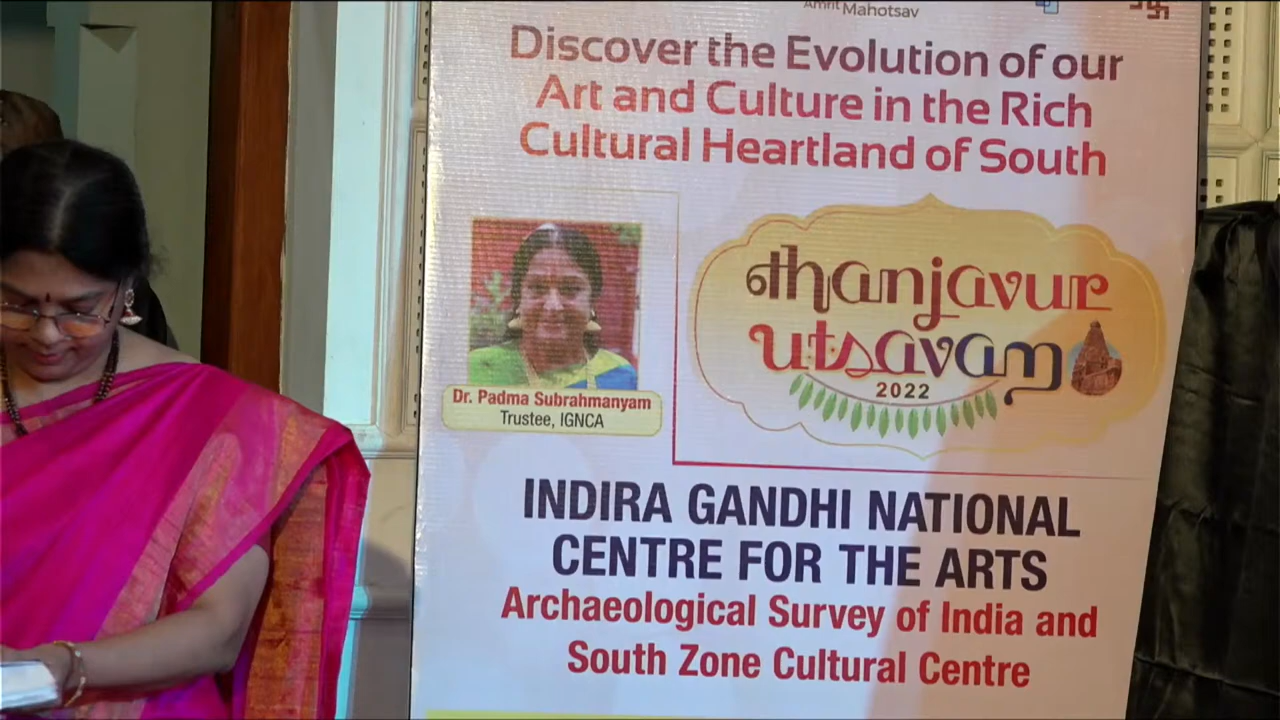 Amrit Mahotsav
Discover the Evolution of our
Art and Culture in the Rich
Cultural Heartland of South
Thanjavur
Utsavam
2022
Dr. Padma Subrahmanyam
Trustee, IGNCA
INDIRA GANDHI NATIONAL
CENTRE FOR THE ARTS
Archaeological Survey of India and
South Zone Cultural Centre